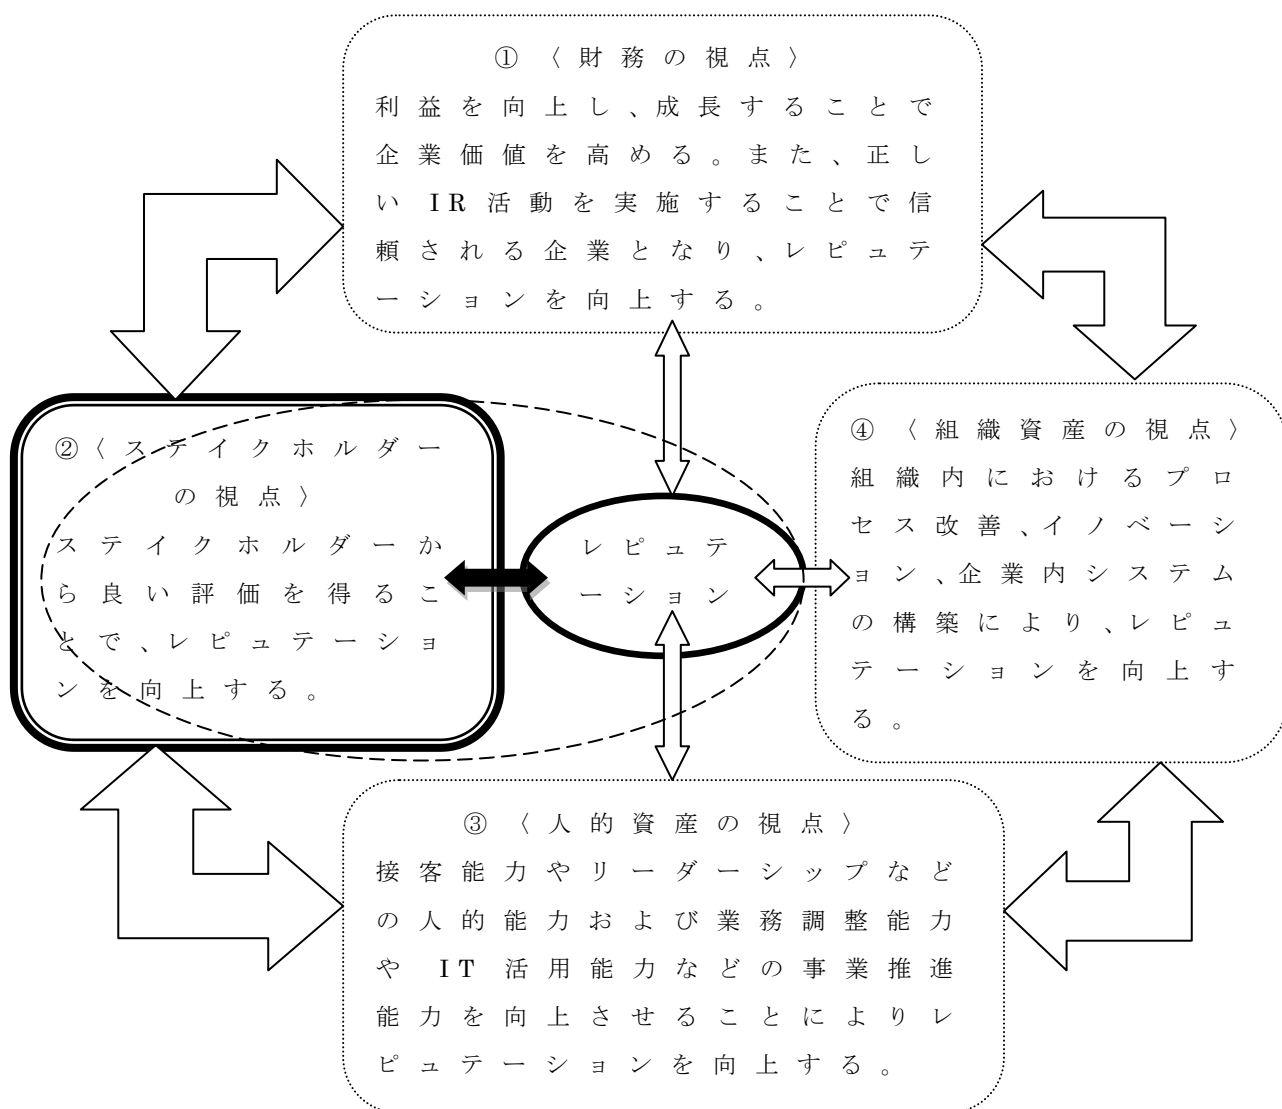 ①〈財務の視点〉
利益を向上し、成長することで
企業価値を高める。また、正し
い IR 活動を実施することで信
頼される企業となり、レピュテ
ーションを向上する。
②〈ステイクホルダー
の視点〉
ステイクホルダーか
ら良い評価を得るこ
とで、レピュテーショ
ンを向上する。
レピュテ
ーション
④〈組織資産の視点〉
組織内におけるプロ
セス改善、イノベーシ
ョン、企業内システム
の構築により、レピュ
テーションを向上す
る。
③〈人的資産の視点〉
接客能力やリーダーシップなど
の人的能力および業務調整能力
や IT 活用能力などの事業推進
能力を向上させることによりレ
ピュテーションを向上する。